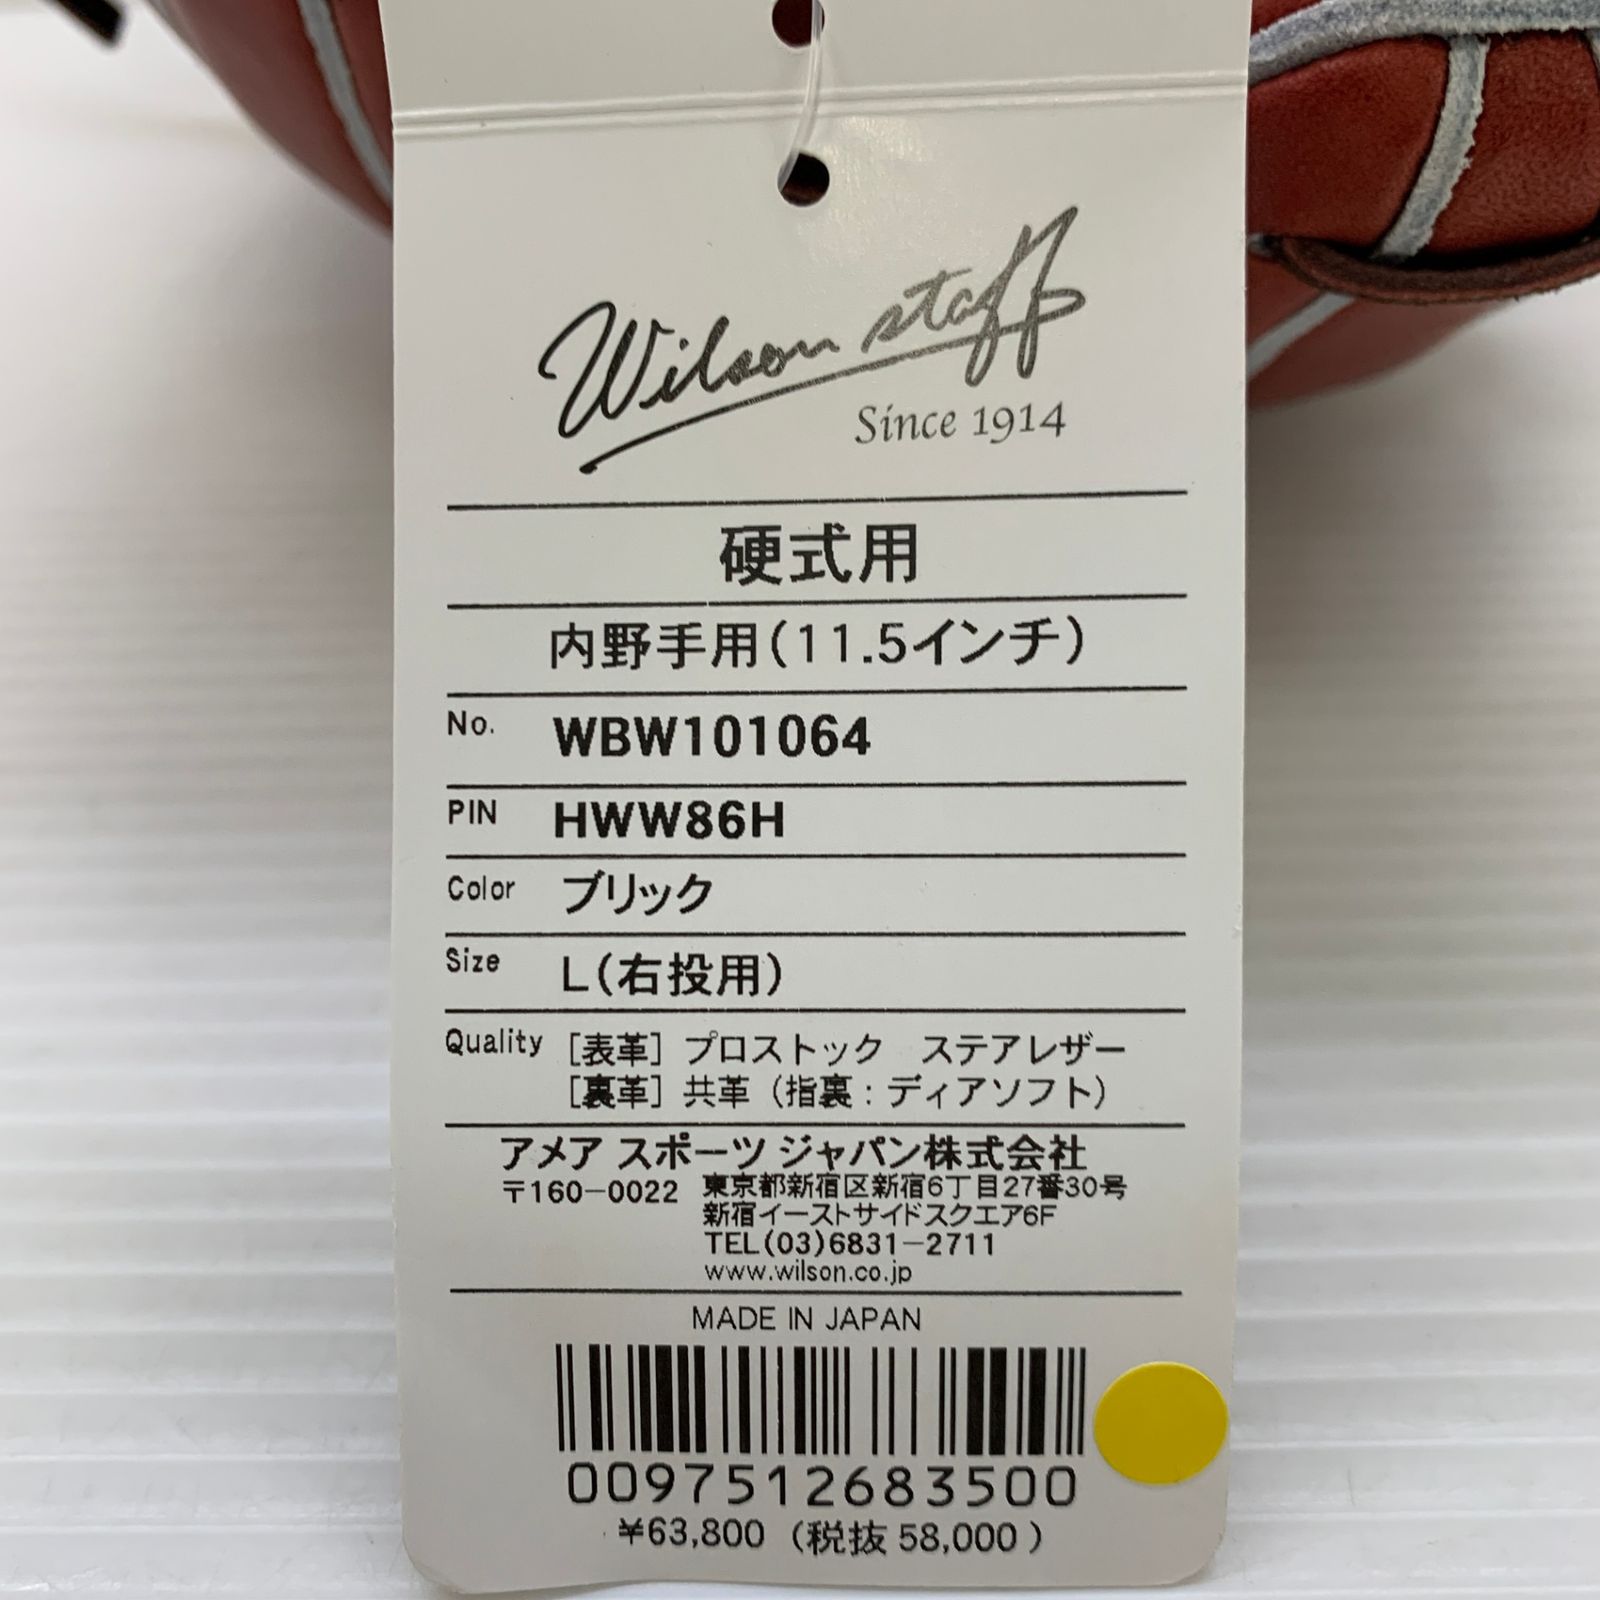 Wilson staff
Since 1914
硬式用
内野手用(11.5インチ)
No. WBW101064
PIN HWW86H
Color ブリック
Size L(右投用)
Quality [表革] プロストック ステアレザー
[裏革] 共革 (指裏:ディアソフト)
アメア スポーツ ジャパン株式会社
〒160-0022 東京都新宿区新宿6丁目27番30号
新宿イーストサイドスクエア6F
TEL(03)6831-2711
www.wilson.co.jp
MADE IN JAPAN
0097512683500
¥63,800 (税抜 58,000)